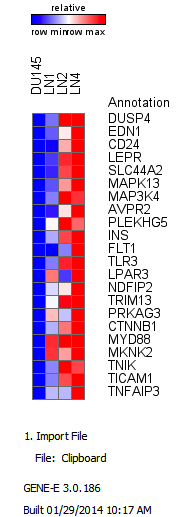 relative
row min row max
DU145
LN1
LN2
LN4
Annotation
DUSP4
EDN1
CD24
LEPR
SLC44A2
MAPK13
MAP3K4
AVPR2
PLEKHG5
INS
FLT1
TLR3
LPAR3
NDFIP2
TRIM13
PRKAG3
CTNNB1
MYD88
MKNK2
TNIK
TICAM1
TNFAIP3
1. Import File
File: Clipboard
GENE-E 3.0.186
Built 01/29/2014 10:17 AM